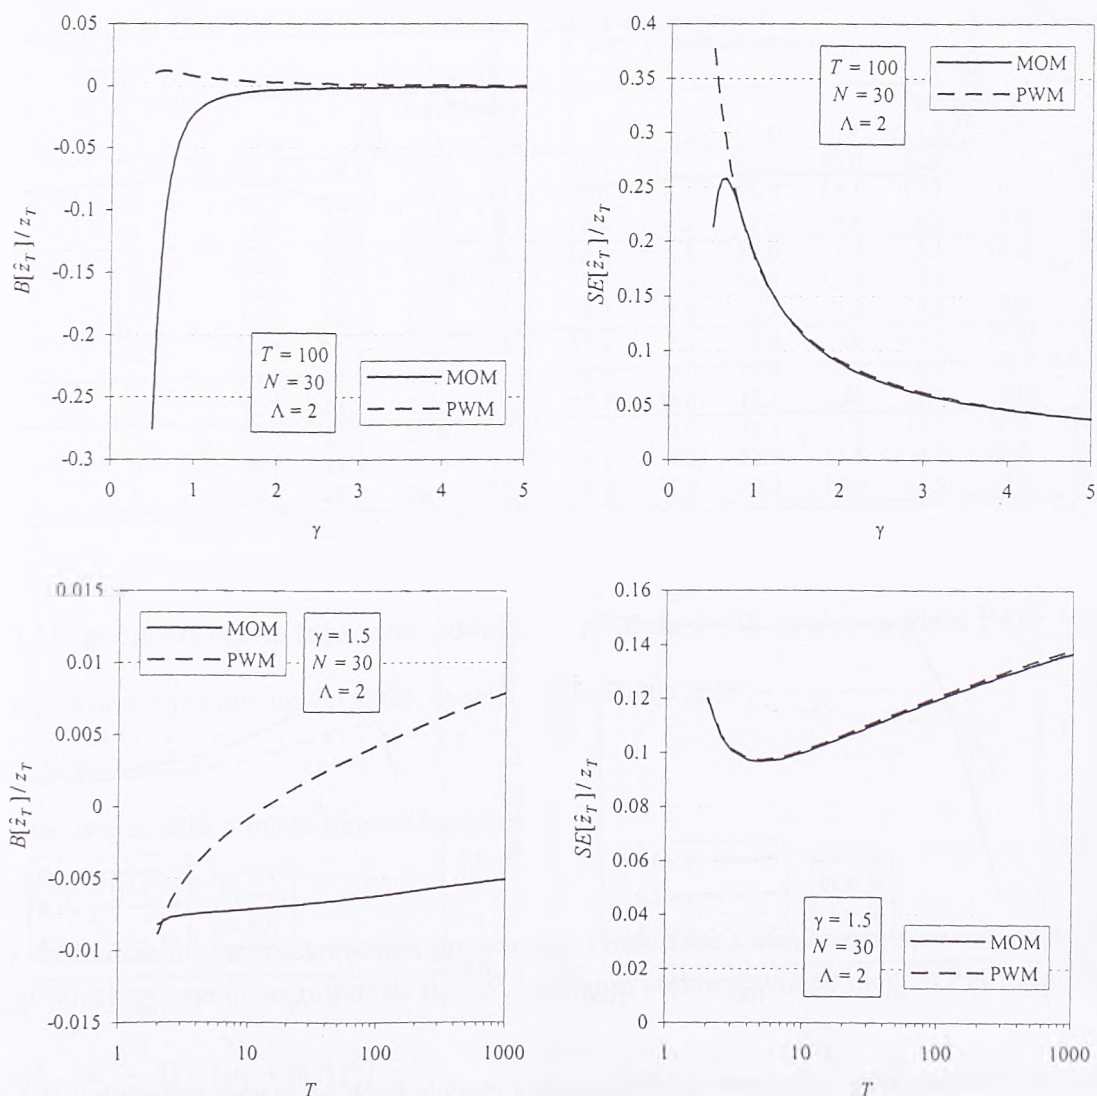 0.05
0
-0.05
-0.1
-0.15
-0.2
-0.25
-0.3
B[ẑ_T]/z_T
T = 100
N = 30
Λ = 2
MOM
PWM
0 1 2 3 4 5
γ
0.4
0.35
0.3
0.25
0.2
0.15
0.1
0.05
0
SE[ẑ_T]/z_T
T = 100
N = 30
Λ = 2
MOM
PWM
0 1 2 3 4 5
γ
0.015
0.01
0.005
0
-0.005
-0.01
-0.015
B[ẑ_T]/z_T
MOM
PWM
γ = 1.5
N = 30
Λ = 2
1 10 100 1000
T
0.16
0.14
0.12
0.1
0.08
0.06
0.04
0.02
0
SE[ẑ_T]/z_T
γ = 1.5
N = 30
Λ = 2
MOM
PWM
1 10 100 1000
T